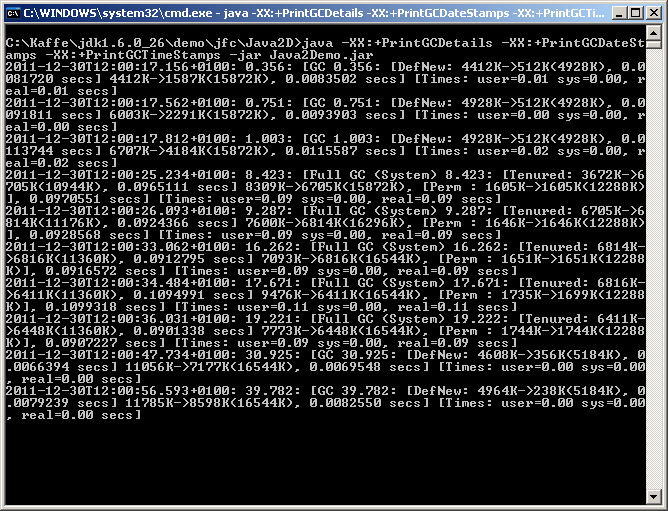 C:\WINDOWS\system32\cmd.exe - java -XX:+PrintGCDetails -XX:+PrintGCDateStamps -XX:+PrintGCTi...
C:\Kaffe\jdk1.6.0_26\demo\jfc\Java2D>java -XX:+PrintGCDetails -XX:+PrintGCDateSt
amps -XX:+PrintGCTimeStamps -jar Java2Demo.jar
2011-12-30T12:00:17.156+0100: 0.356: [GC 0.356: [DefNew: 4412K->512K(4928K), 0.0
081720 secs] 4412K->1587K(15872K), 0.0083502 secs] [Times: user=0.01 sys=0.00, r
eal=0.01 secs]
2011-12-30T12:00:17.562+0100: 0.751: [GC 0.751: [DefNew: 4928K->512K(4928K), 0.0
091811 secs] 6003K->2291K(15872K), 0.0093903 secs] [Times: user=0.00 sys=0.00, r
eal=0.00 secs]
2011-12-30T12:00:17.812+0100: 1.003: [GC 1.003: [DefNew: 4928K->512K(4928K), 0.0
113744 secs] 6707K->4184K(15872K), 0.0115587 secs] [Times: user=0.02 sys=0.00, r
eal=0.02 secs]
2011-12-30T12:00:25.234+0100: 8.423: [Full GC (System) 8.423: [Tenured: 3672K->6
705K(10944K), 0.0965111 secs] 8309K->6705K(15872K), [Perm : 1605K->1605K(12288K)
], 0.0970551 secs] [Times: user=0.09 sys=0.00, real=0.09 secs]
2011-12-30T12:00:26.093+0100: 9.287: [Full GC (System) 9.287: [Tenured: 6705K->6
814K(11176K), 0.0924366 secs] 7600K->6814K(16296K), [Perm : 1646K->1646K(12288K)
], 0.0928568 secs] [Times: user=0.09 sys=0.00, real=0.09 secs]
2011-12-30T12:00:33.062+0100: 16.262: [Full GC (System) 16.262: [Tenured: 6814K-
>6816K(11360K), 0.0912795 secs] 7093K->6816K(16544K), [Perm : 1651K->1651K(12288
K)], 0.0916572 secs] [Times: user=0.09 sys=0.00, real=0.09 secs]
2011-12-30T12:00:34.484+0100: 17.671: [Full GC (System) 17.671: [Tenured: 6816K-
>6411K(11360K), 0.1094991 secs] 9476K->6411K(16544K), [Perm : 1735K->1699K(12288
K)], 0.1099318 secs] [Times: user=0.11 sys=0.00, real=0.11 secs]
2011-12-30T12:00:36.031+0100: 19.221: [Full GC (System) 19.222: [Tenured: 6411K-
>6448K(11360K), 0.0901338 secs] 7773K->6448K(16544K), [Perm : 1744K->1744K(12288
K)], 0.0907227 secs] [Times: user=0.09 sys=0.00, real=0.09 secs]
2011-12-30T12:00:47.734+0100: 30.925: [GC 30.925: [DefNew: 4608K->356K(5184K), 0
.0066394 secs] 11056K->7177K(16544K), 0.0069548 secs] [Times: user=0.00 sys=0.00
, real=0.00 secs]
2011-12-30T12:00:56.593+0100: 39.782: [GC 39.782: [DefNew: 4964K->238K(5184K), 0
.0079239 secs] 11785K->8598K(16544K), 0.0082550 secs] [Times: user=0.00 sys=0.00
, real=0.00 secs]